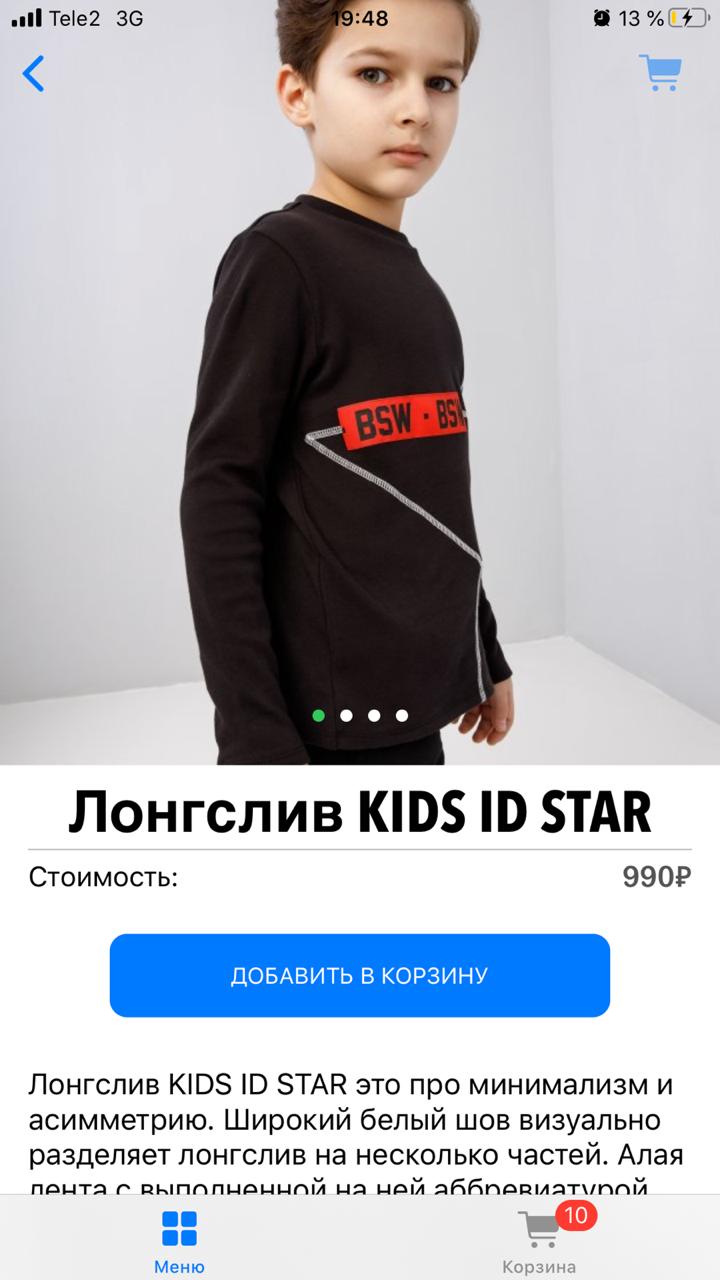 Tele2 3G 19:48 13 %
BSW · BSW
Лонгслив KIDS ID STAR
Стоимость: 990₽
ДОБАВИТЬ В КОРЗИНУ
Лонгслив KIDS ID STAR это про минимализм и
асимметрию. Широкий белый шов визуально
разделяет лонгслив на несколько частей. Алая
лента с выполненной на ней аббревиатурой
10
Меню Корзина